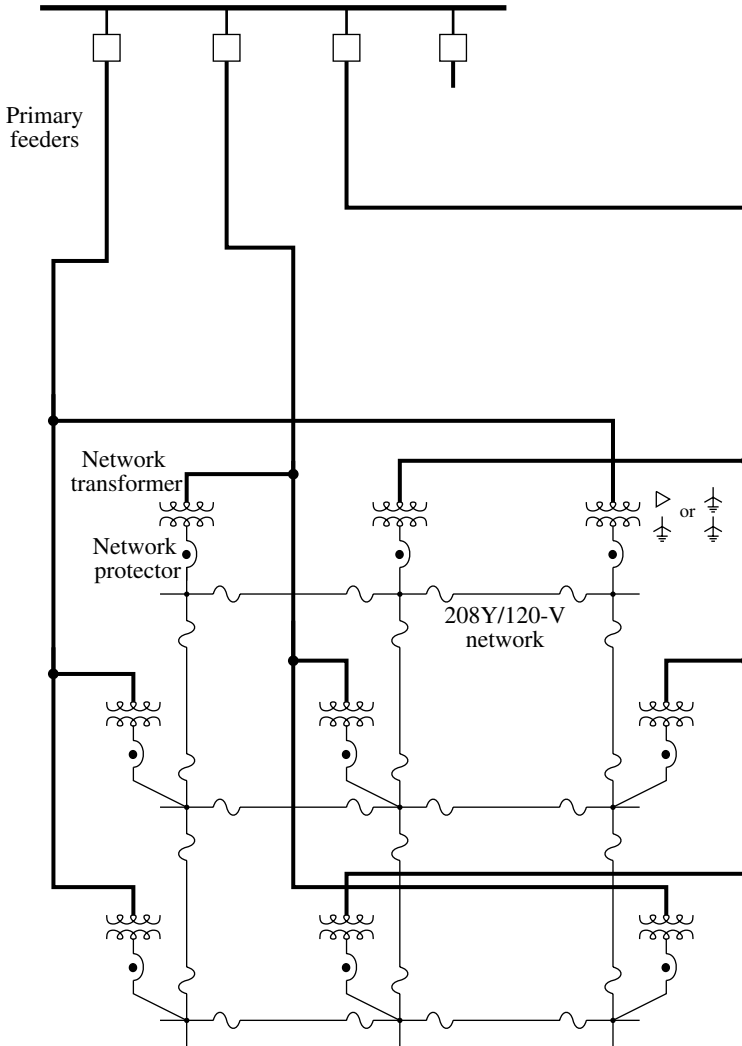 Primary
feeders
Network
transformer
or
Network
protector
208Y/120-V
network